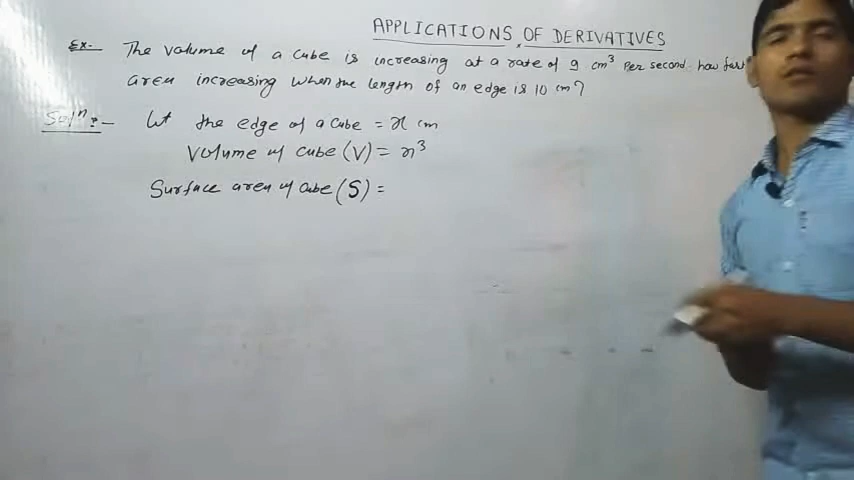 APPLICATIONS OF DERIVATIVES
Ex. The volume of a cube is increasing at a rate of 9 cm³ per second. how fast
area increasing when the length of an edge is 10 cm?
Solⁿ:- Let the edge of a cube = x cm
Volume of cube (V) = x³
Surface area of cube (S) =